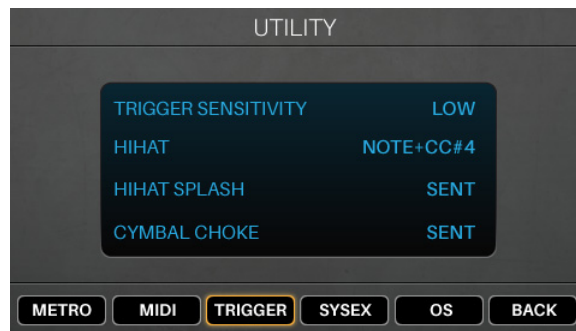 UTILITY
TRIGGER SENSITIVITY LOW
HIHAT NOTE+CC#4
HIHAT SPLASH SENT
CYMBAL CHOKE SENT
METRO MIDI TRIGGER SYSEX OS BACK